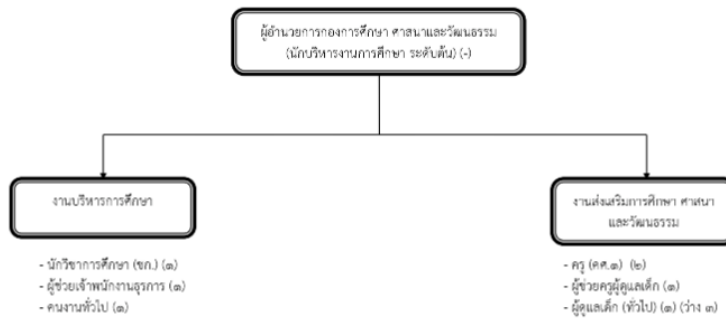 ผู้อำนวยการกองการศึกษา ศาสนาและวัฒนธรรม
(นักบริหารงานการศึกษา ระดับต้น) (-)
งานบริหารการศึกษา
- นักวิชาการศึกษา (ชก.) (๑)
- ผู้ช่วยเจ้าพนักงานธุรการ (๑)
- คนงานทั่วไป (๑)
งานส่งเสริมการศึกษา ศาสนา
และวัฒนธรรม
- ครู (คศ.๑) (๒)
- ผู้ช่วยครูผู้ดูแลเด็ก (๑)
- ผู้ดูแลเด็ก (ทั่วไป) (๑) (ว่าง ๓)